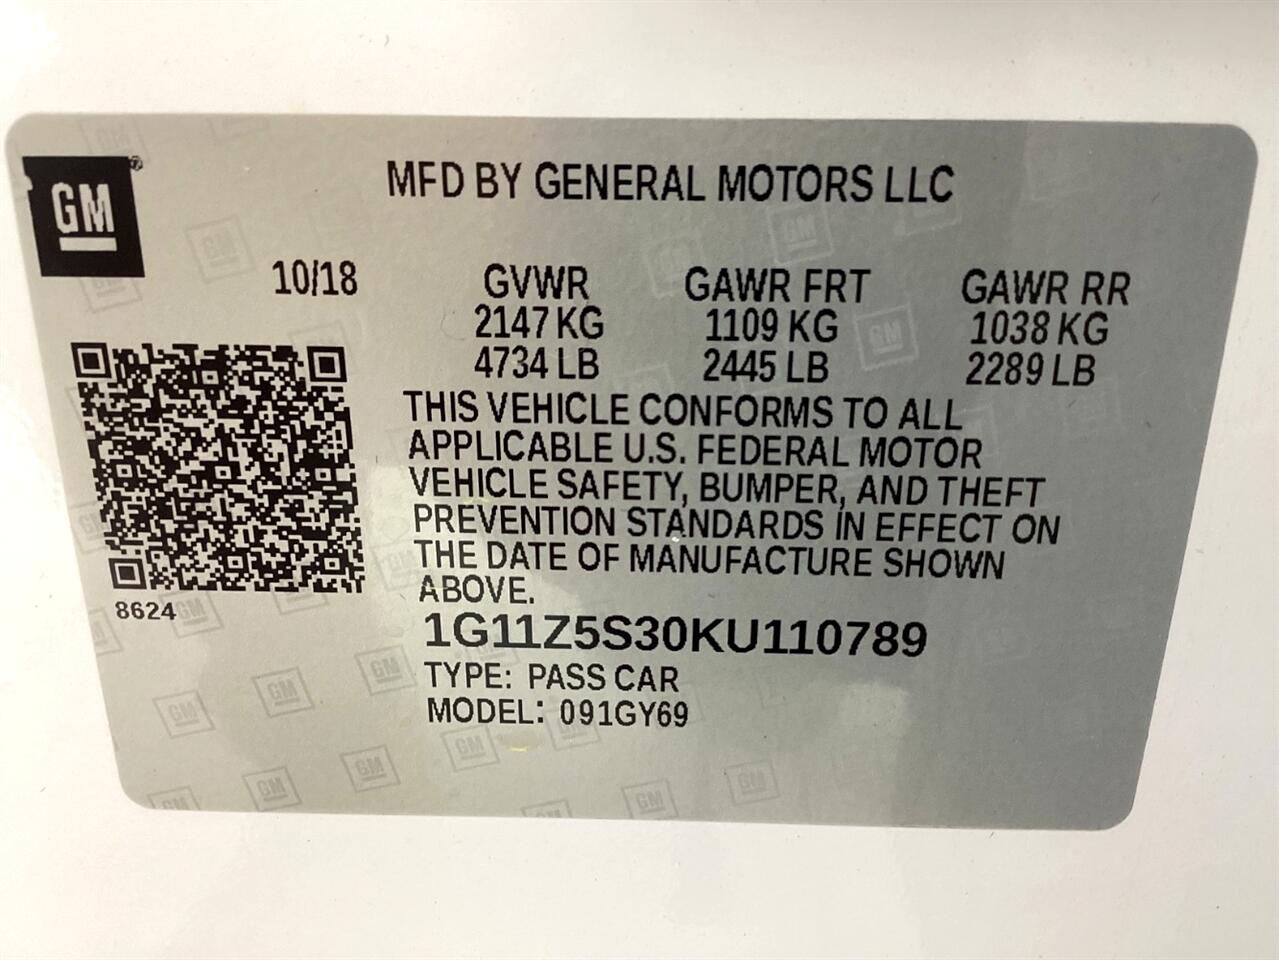 GM
MFD BY GENERAL MOTORS LLC
10/18 GVWR GAWR FRT GAWR RR
2147 KG 1109 KG 1038 KG
4734 LB 2445 LB 2289 LB
THIS VEHICLE CONFORMS TO ALL
APPLICABLE U.S. FEDERAL MOTOR
VEHICLE SAFETY, BUMPER, AND THEFT
PREVENTION STANDARDS IN EFFECT ON
THE DATE OF MANUFACTURE SHOWN
ABOVE.
8624
1G11Z5S30KU110789
TYPE: PASS CAR
MODEL: 091GY69